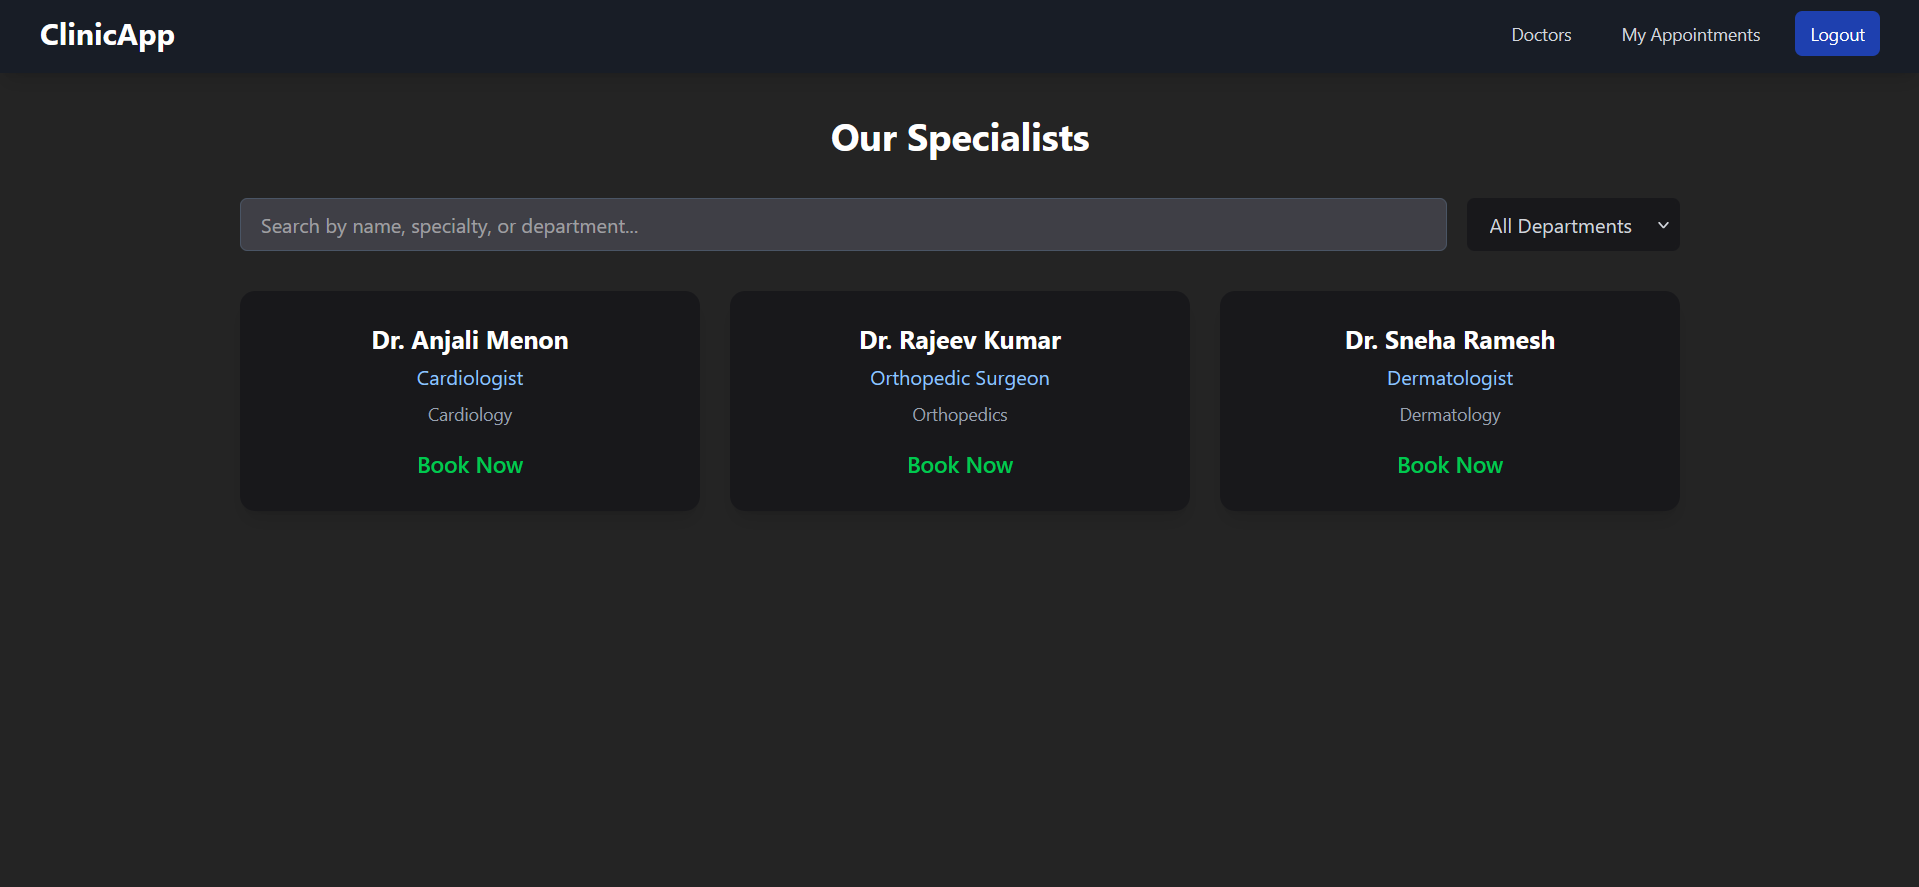 ClinicApp
Doctors
My Appointments
Logout
Our Specialists
Search by name, specialty, or department...
All Departments
Dr. Anjali Menon
Cardiologist
Cardiology
Book Now
Dr. Rajeev Kumar
Orthopedic Surgeon
Orthopedics
Book Now
Dr. Sneha Ramesh
Dermatologist
Dermatology
Book Now